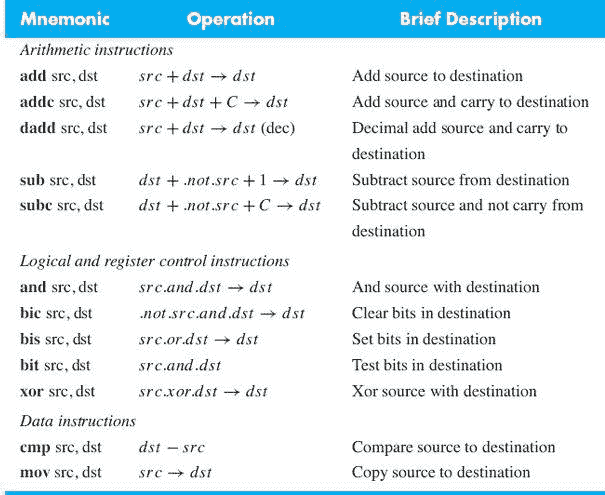 Mnemonic Operation Brief Description
Arithmetic instructions
add src, dst src + dst → dst Add source to destination
addc src, dst src + dst + C → dst Add source and carry to destination
dadd src, dst src + dst → dst (dec) Decimal add source and carry to
destination
sub src, dst dst + .not.src + 1 → dst Subtract source from destination
subc src, dst dst + .not.src + C → dst Subtract source and not carry from
destination
Logical and register control instructions
and src, dst src.and.dst → dst And source with destination
bic src, dst .not.src.and.dst → dst Clear bits in destination
bis src, dst src.or.dst → dst Set bits in destination
bit src, dst src.and.dst Test bits in destination
xor src, dst src.xor.dst → dst Xor source with destination
Data instructions
cmp src, dst dst − src Compare source to destination
mov src, dst src → dst Copy source to destination